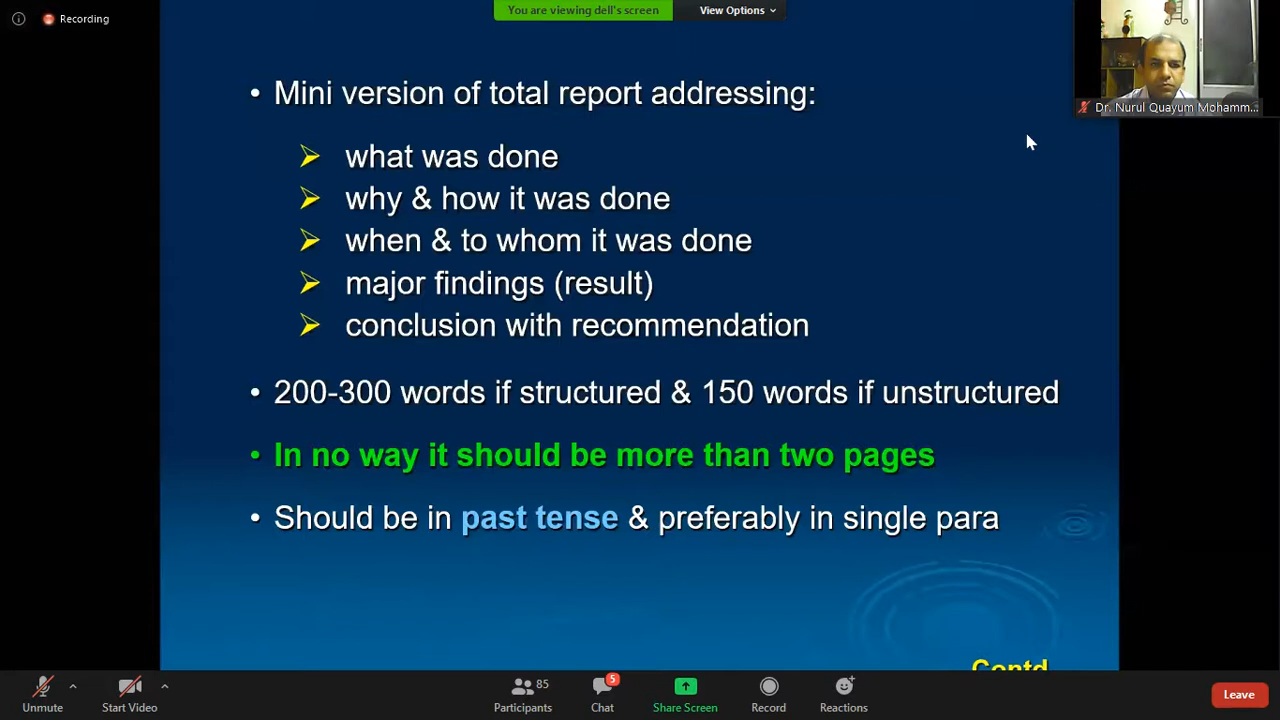 Recording
You are viewing dell's screen
View Options
Dr. Nurul Quayum Mohamm...
• Mini version of total report addressing:
➢ what was done
➢ why & how it was done
➢ when & to whom it was done
➢ major findings (result)
➢ conclusion with recommendation
• 200-300 words if structured & 150 words if unstructured
• In no way it should be more than two pages
• Should be in past tense & preferably in single para
Contd
Unmute
Start Video
85
Participants
5
Chat
Share Screen
Record
Reactions
Leave